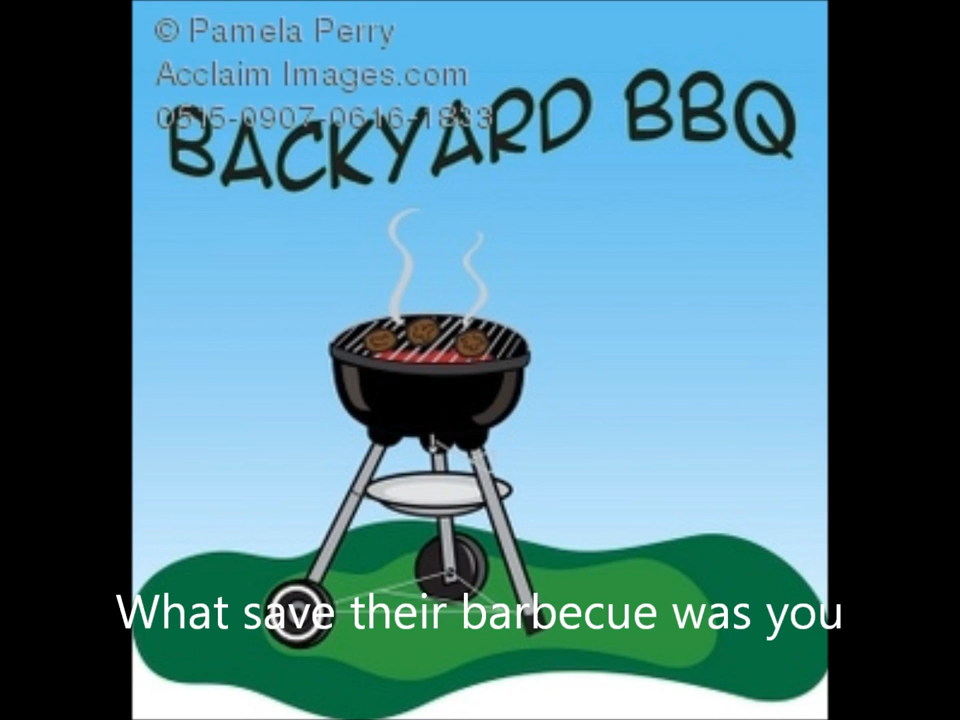 © Pamela Perry
Acclaim Images.com
0515-0907-0616-1833
BACKYARD BBQ
What save their barbecue was you